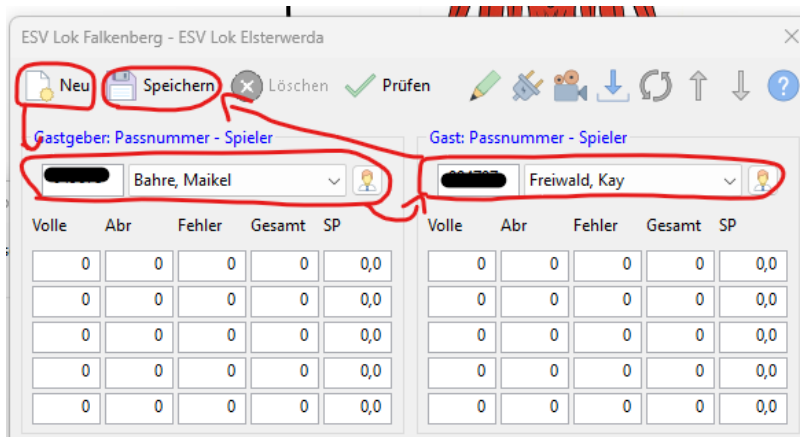 ESV Lok Falkenberg - ESV Lok Elsterwerda
Neu Speichern Löschen Prüfen ?
Gastgeber: Passnummer - Spieler
Bahre, Maikel
Volle Abr Fehler Gesamt SP
0 0 0 0 0,0
0 0 0 0 0,0
0 0 0 0 0,0
0 0 0 0 0,0
0 0 0 0 0,0
Gast: Passnummer - Spieler
Freiwald, Kay
Volle Abr Fehler Gesamt SP
0 0 0 0 0,0
0 0 0 0 0,0
0 0 0 0 0,0
0 0 0 0 0,0
0 0 0 0 0,0